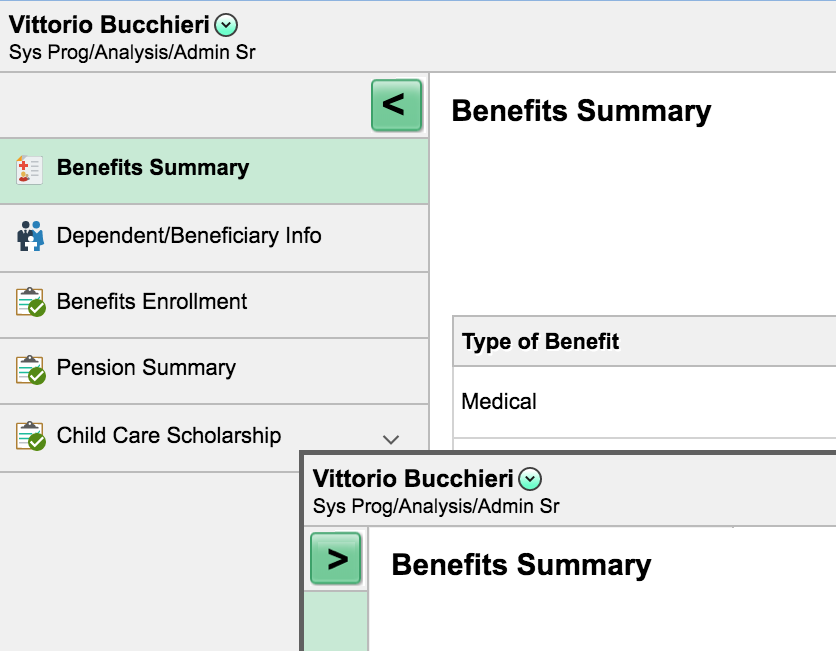 Vittorio Bucchieri
Sys Prog/Analysis/Admin Sr
<
Benefits Summary
Dependent/Beneficiary Info
Benefits Enrollment
Pension Summary
Child Care Scholarship
Benefits Summary
Type of Benefit
Medical
Vittorio Bucchieri
Sys Prog/Analysis/Admin Sr
>
Benefits Summary